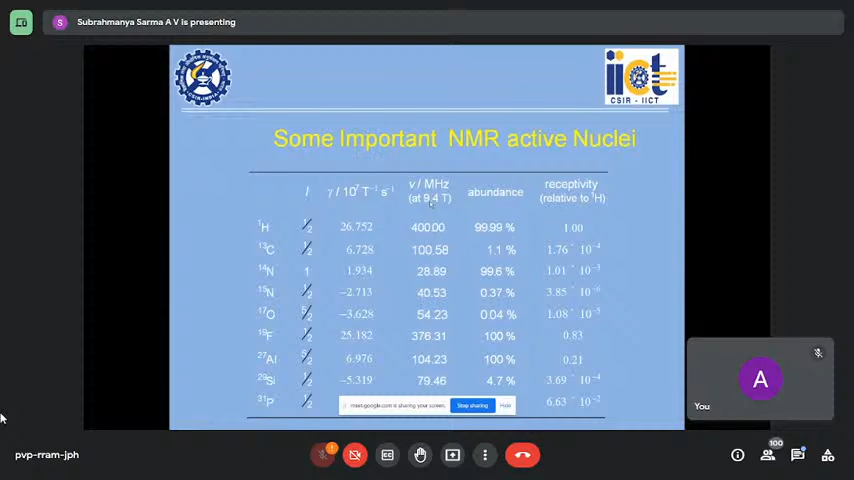 S Subrahmanya Sarma A V is presenting
iict
CSIR - IICT
Some Important NMR active Nuclei
I γ / 10⁷ T⁻¹ s⁻¹ ν / MHz (at 9.4 T) abundance receptivity (relative to ¹H)
¹H 1/2 26.752 400.00 99.99 % 1.00
¹³C 1/2 6.728 100.58 1.1 % 1.76 * 10⁻⁴
¹⁴N 1 1.934 28.89 99.6 % 1.01 * 10⁻³
¹⁵N 1/2 −2.713 40.53 0.37 % 3.85 * 10⁻⁶
¹⁷O 5/2 −3.628 54.23 0.04 % 1.08 * 10⁻⁵
¹⁹F 1/2 25.182 376.31 100 % 0.83
²⁷Al 5/2 6.976 104.23 100 % 0.21
²⁹Si 1/2 −5.319 79.46 4.7 % 3.69 * 10⁻⁴
³¹P 1/2 6.63 * 10⁻²
meet.google.com is sharing your screen. Stop sharing Hide
A
You
pvp-rram-jph
100